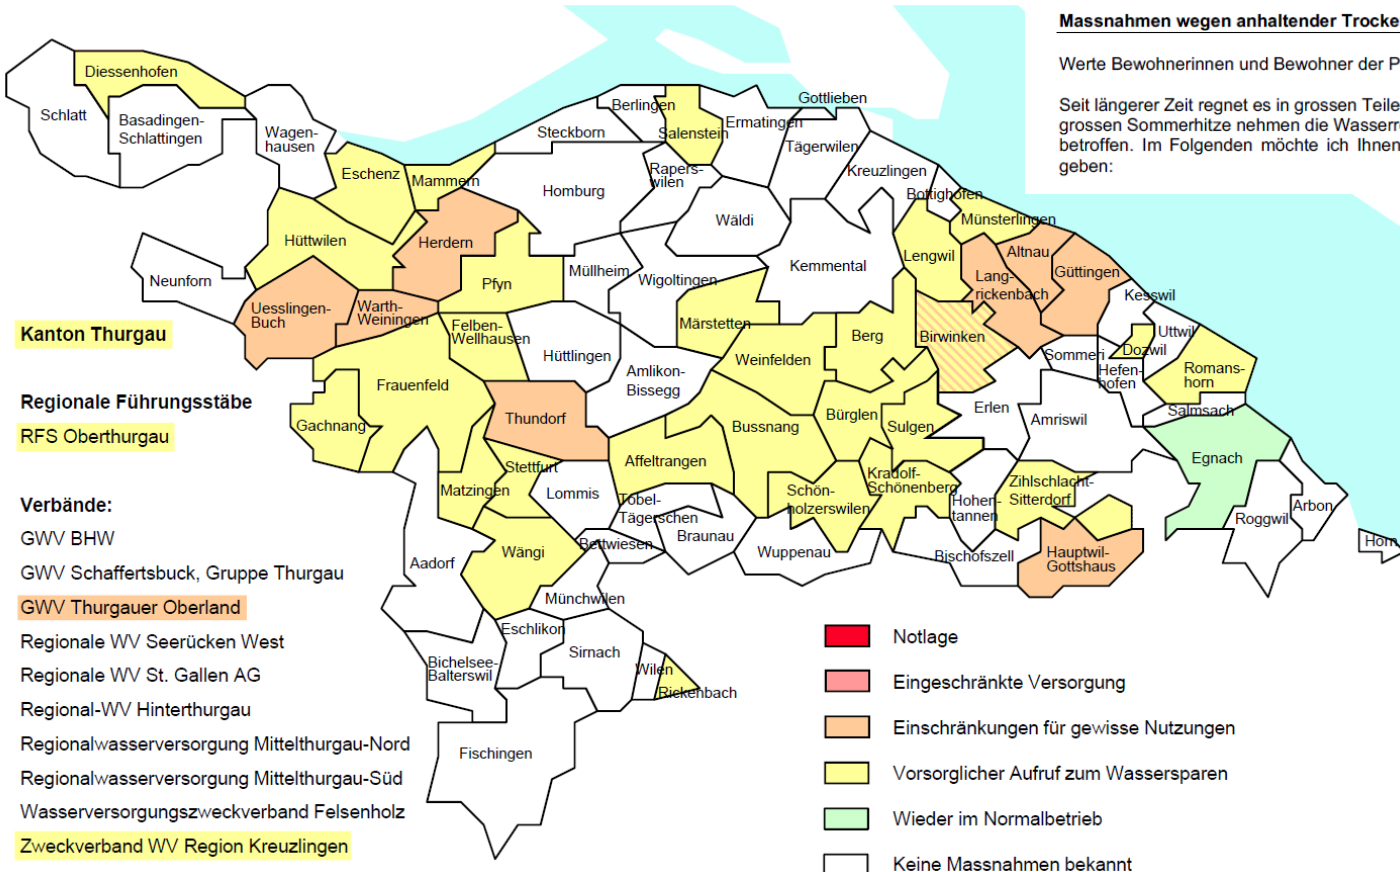 Massnahmen wegen anhaltender Trocke
Werte Bewohnerinnen und Bewohner der P
Seit längerer Zeit regnet es in grossen Teile
grossen Sommerhitze nehmen die Wasserr
betroffen. Im Folgenden möchte ich Ihnen
geben:
Diessenhofen
Schlatt
Basadingen-
Schlattingen
Wagen-
hausen
Eschenz
Mammern
Steckborn
Berlingen
Salenstein
Ermatingen
Gottlieben
Tägerwilen
Kreuzlingen
Bottighofen
Münsterlingen
Homburg
Rapers-
wilen
Wäldi
Hüttwilen
Herdern
Neunforn
Uesslingen-
Buch
Warth-
Weiningen
Pfyn
Müllheim
Wigoltingen
Kemmental
Lengwil
Lang-
rickenbach
Altnau
Güttingen
Kesswil
Uttwil
Dozwil
Romans-
horn
Sommeri
Hefen-
hofen
Salmsach
Felben-
Wellhausen
Hüttlingen
Märstetten
Weinfelden
Berg
Birwinken
Amlikon-
Bissegg
Frauenfeld
Gachnang
Thundorf
Bussnang
Bürglen
Sulgen
Erlen
Amriswil
Egnach
Roggwil
Arbon
Horn
Stettfurt
Matzingen
Lommis
Affeltrangen
Schön-
holzerswilen
Kradolf-
Schönenberg
Hohen-
tannen
Zihlschlacht-
Sitterdorf
Tobel-
Tägerschen
Braunau
Wuppenau
Bischofszell
Hauptwil-
Gottshaus
Aadorf
Wängi
Bettwiesen
Münchwilen
Eschlikon
Sirnach
Wilen
Rickenbach
Bichelsee-
Balterswil
Fischingen
Kanton Thurgau
Regionale Führungsstäbe
RFS Oberthurgau
Verbände:
GWV BHW
GWV Schaffertsbuck, Gruppe Thurgau
GWV Thurgauer Oberland
Regionale WV Seerücken West
Regionale WV St. Gallen AG
Regional-WV Hinterthurgau
Regionalwasserversorgung Mittelthurgau-Nord
Regionalwasserversorgung Mittelthurgau-Süd
Wasserversorgungszweckverband Felsenholz
Zweckverband WV Region Kreuzlingen
Notlage
Eingeschränkte Versorgung
Einschränkungen für gewisse Nutzungen
Vorsorglicher Aufruf zum Wassersparen
Wieder im Normalbetrieb
Keine Massnahmen bekannt